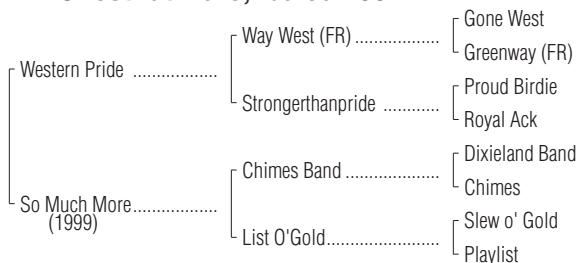 Gone West
Way West (FR) ....................
Greenway (FR)
Western Pride ....................
Proud Birdie
Strongerthanpride .............
Royal Ack
Dixieland Band
Chimes Band ......................
Chimes
So Much More....................
(1999)
Slew o' Gold
List O'Gold...........................
Playlist